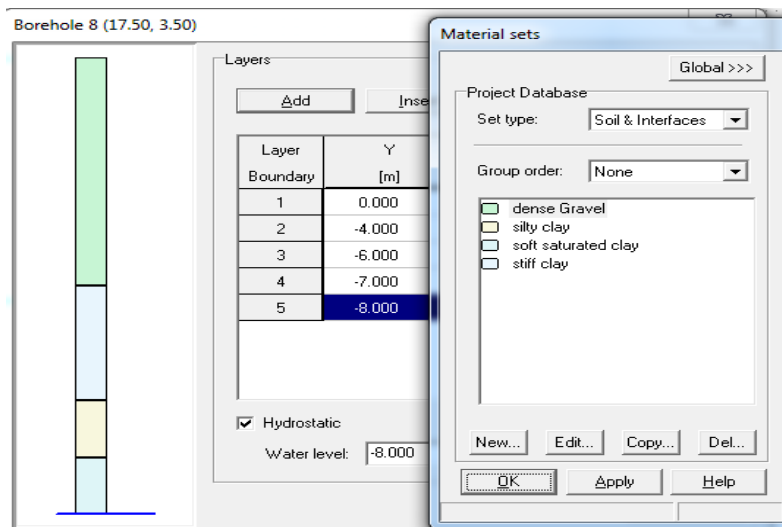 Borehole 8 (17.50, 3.50)
Layers
Add
Inse
Layer Boundary
Y [m]
1 0.000
2 -4.000
3 -6.000
4 -7.000
5 -8.000
Hydrostatic
Water level: -8.000
Material sets
Global >>>
Project Database
Set type: Soil & Interfaces
Group order: None
dense Gravel
silty clay
soft saturated clay
stiff clay
New... Edit... Copy... Del...
OK Apply Help